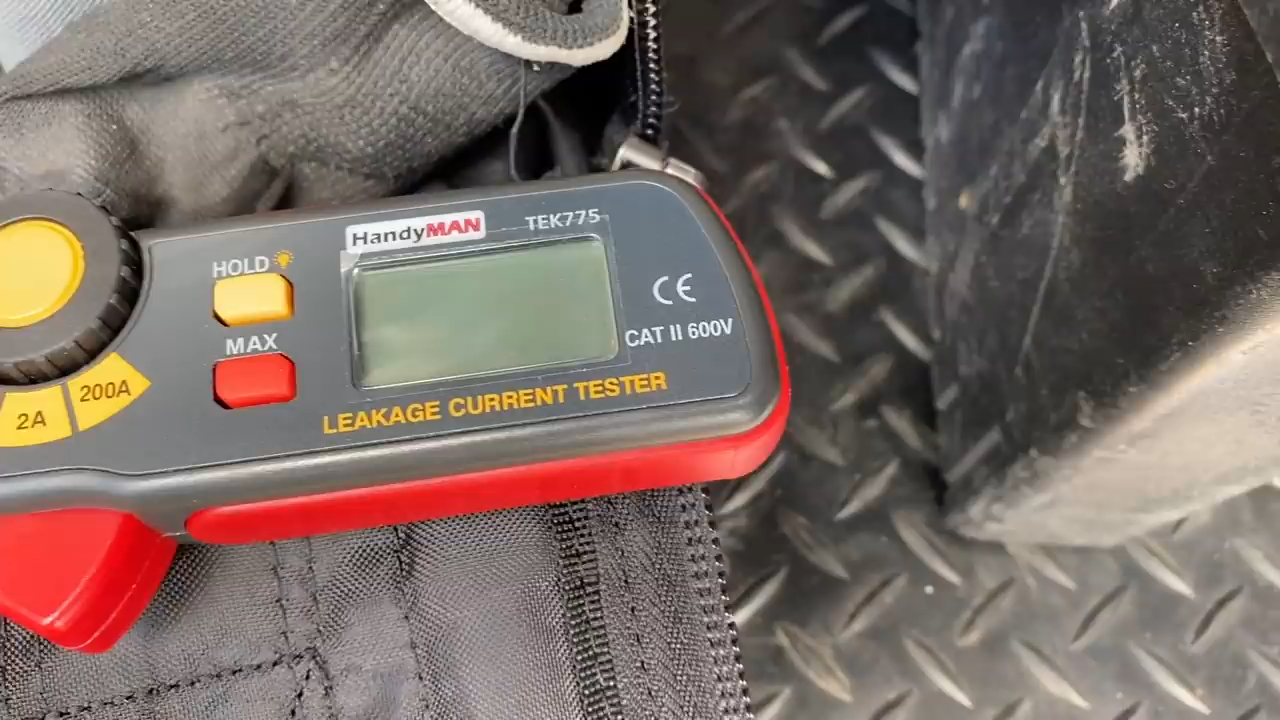 HandyMAN
TEK775
HOLD
MAX
CE
CAT II 600V
LEAKAGE CURRENT TESTER
2A
200A